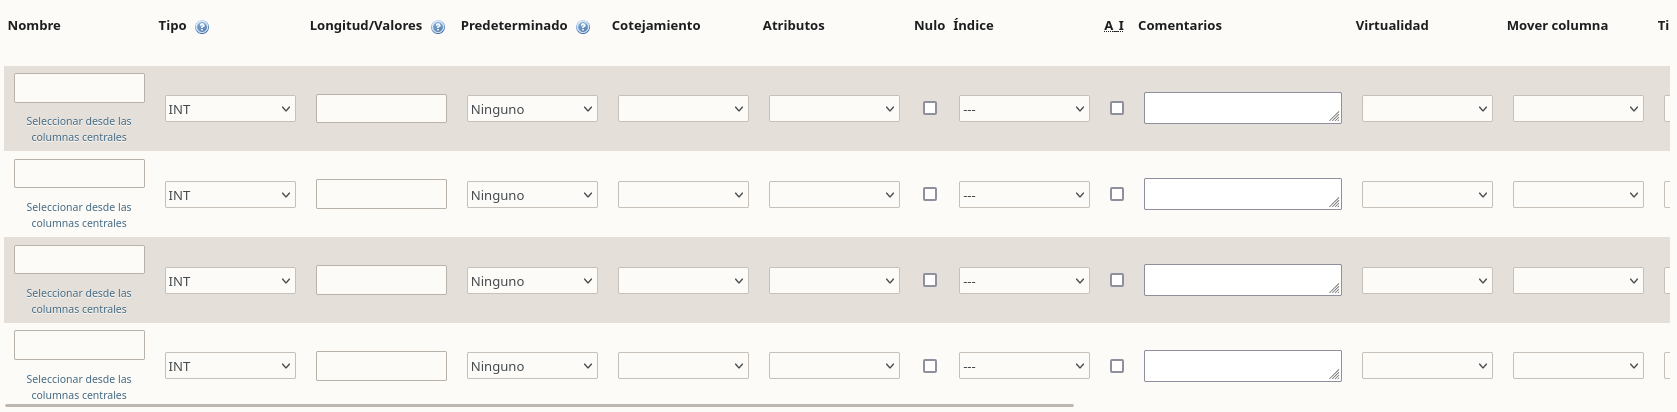 Nombre Tipo Longitud/Valores Predeterminado Cotejamiento Atributos Nulo Índice A_I Comentarios Virtualidad Mover columna Ti
INT Ninguno ---
Seleccionar desde las
columnas centrales
INT Ninguno ---
Seleccionar desde las
columnas centrales
INT Ninguno ---
Seleccionar desde las
columnas centrales
INT Ninguno ---
Seleccionar desde las
columnas centrales